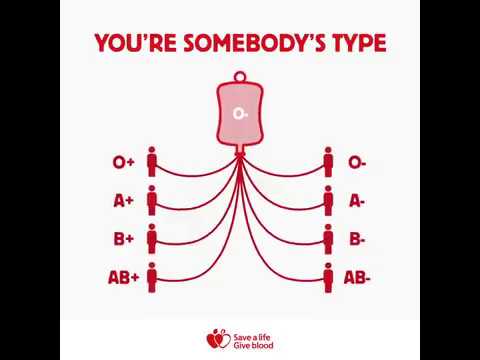 YOU'RE SOMEBODY'S TYPE
O-
O+ O-
A+ A-
B+ B-
AB+ AB-
Save a life
Give blood